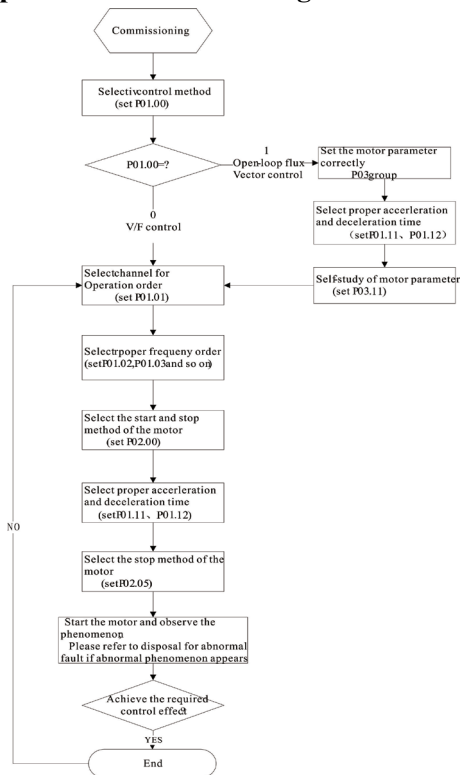 Commissioning
Selectivcontrol method
(set P01.00)
P01.00=?
1
Open-loop flux
Vector control
Set the motor parameter
correctly
P03group
0
V/F control
Select proper accerleration
and deceleration time
(setP01.11、P01.12)
Self-study of motor parameter
(set P03.11)
Selectchannel for
Operation order
(set P01.01)
Selectrpoper frequeny order
(setP01.02,P01.03and so on)
Select the start and stop
method of the motor
(set P02.00)
Select proper accerleration
and deceleration time
(setP01.11、P01.12)
NO
Select the stop method of the
motor
(setP02.05)
Start the motor and observe the
phenomenon
Please refer to disposal for abnormal
fault if abnormal phenomenon appears
Achieve the required
control effect?
YES
End